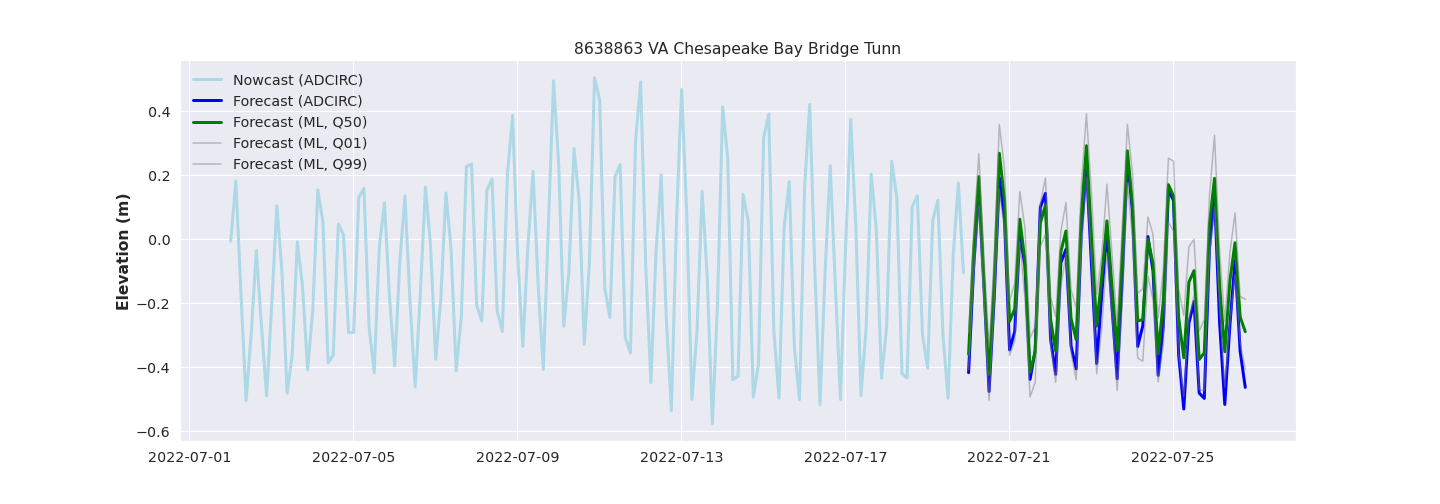 8638863 VA Chesapeake Bay Bridge Tunn
Nowcast (ADCIRC)
Forecast (ADCIRC)
Forecast (ML, Q50)
Forecast (ML, Q01)
Forecast (ML, Q99)
Elevation (m)
0.4
0.2
0.0
−0.2
−0.4
−0.6
2022-07-01
2022-07-05
2022-07-09
2022-07-13
2022-07-17
2022-07-21
2022-07-25